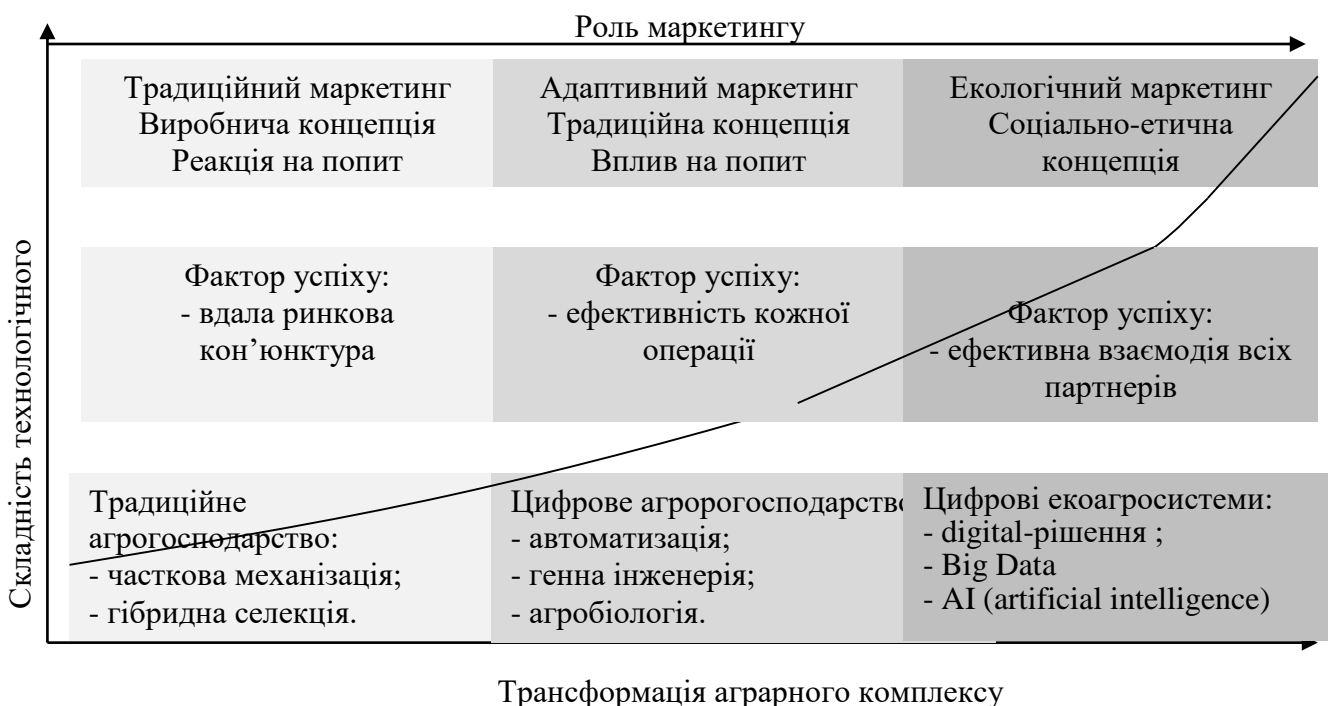 Роль маркетингу
Традиційний маркетинг
Виробнича концепція
Реакція на попит
Адаптивний маркетинг
Традиційна концепція
Вплив на попит
Екологічний маркетинг
Соціально-етична
концепція
Складність технологічного
Фактор успіху:
- вдала ринкова
кон’юнктура
Фактор успіху:
- ефективність кожної
операції
Фактор успіху:
- ефективна взаємодія всіх
партнерів
Традиційне
агрогосподарство:
- часткова механізація;
- гібридна селекція.
Цифрове агророгосподарство
- автоматизація;
- генна інженерія;
- агробіологія.
Цифрові екоагросистеми:
- digital-рішення ;
- Big Data
- AI (artificial intelligence)
Трансформація аграрного комплексу